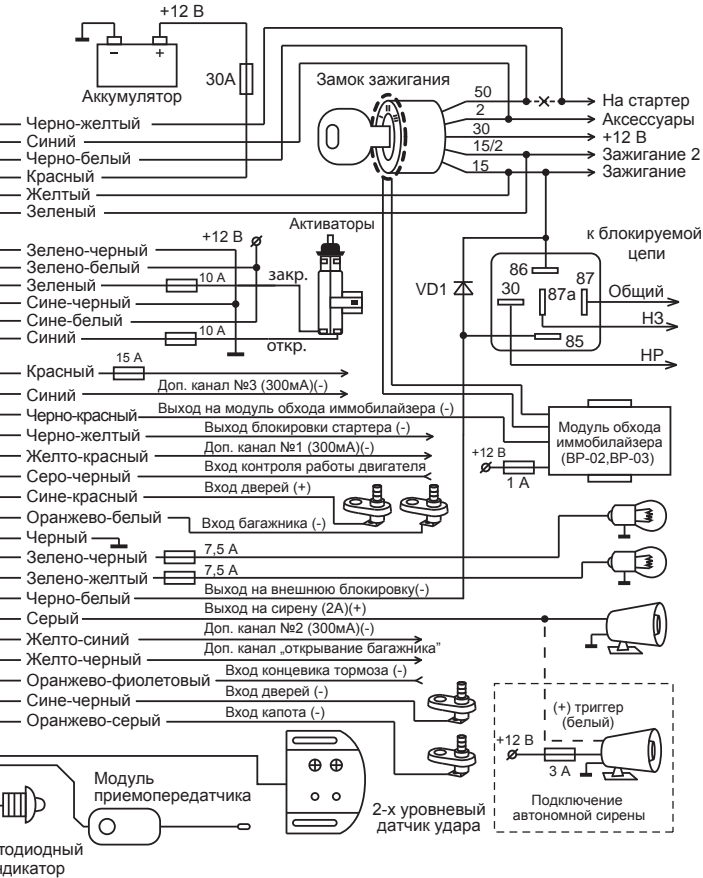 +12 В
– +
30А
Аккумулятор
Замок зажигания
50
2
30
15/2
15
На стартер
Аксессуары
+12 В
Зажигание 2
Зажигание
Черно-желтый
Синий
Черно-белый
Красный
Желтый
Зеленый
Зелено-черный
Зелено-белый
Зеленый
Сине-черный
Сине-белый
Синий
+12 В
10 А
10 А
Активаторы
закр.
откр.
VD1
к блокируемой
цепи
86
30
87а
87
85
Общий
НЗ
НР
Красный
15 А
Синий
Доп. канал №3 (300мА)(-)
Черно-красный
Выход на модуль обхода иммобилайзера (-)
Черно-желтый
Выход блокировки стартера (-)
Желто-красный
Доп. канал №1 (300мА)(-)
Серо-черный
Вход контроля работы двигателя
Сине-красный
Вход дверей (+)
Оранжево-белый
Вход багажника (-)
Черный
Зелено-черный
7,5 А
Зелено-желтый
7,5 А
Черно-белый
Выход на внешнюю блокировку(-)
Серый
Выход на сирену (2А)(+)
Желто-синий
Доп. канал №2 (300мА)(-)
Желто-черный
Доп. канал „открывание багажника”
Оранжево-фиолетовый
Вход концевика тормоза (-)
Сине-черный
Вход дверей (-)
Оранжево-серый
Вход капота (-)
Модуль обхода
иммобилайзера
(ВР-02,ВР-03)
+12 В
1 А
(+) триггер
(белый)
+12 В
3 А
Подключение
автономной сирены
2-х уровневый
датчик удара
Модуль
приемопередатчика
тодиодный
ндикатор